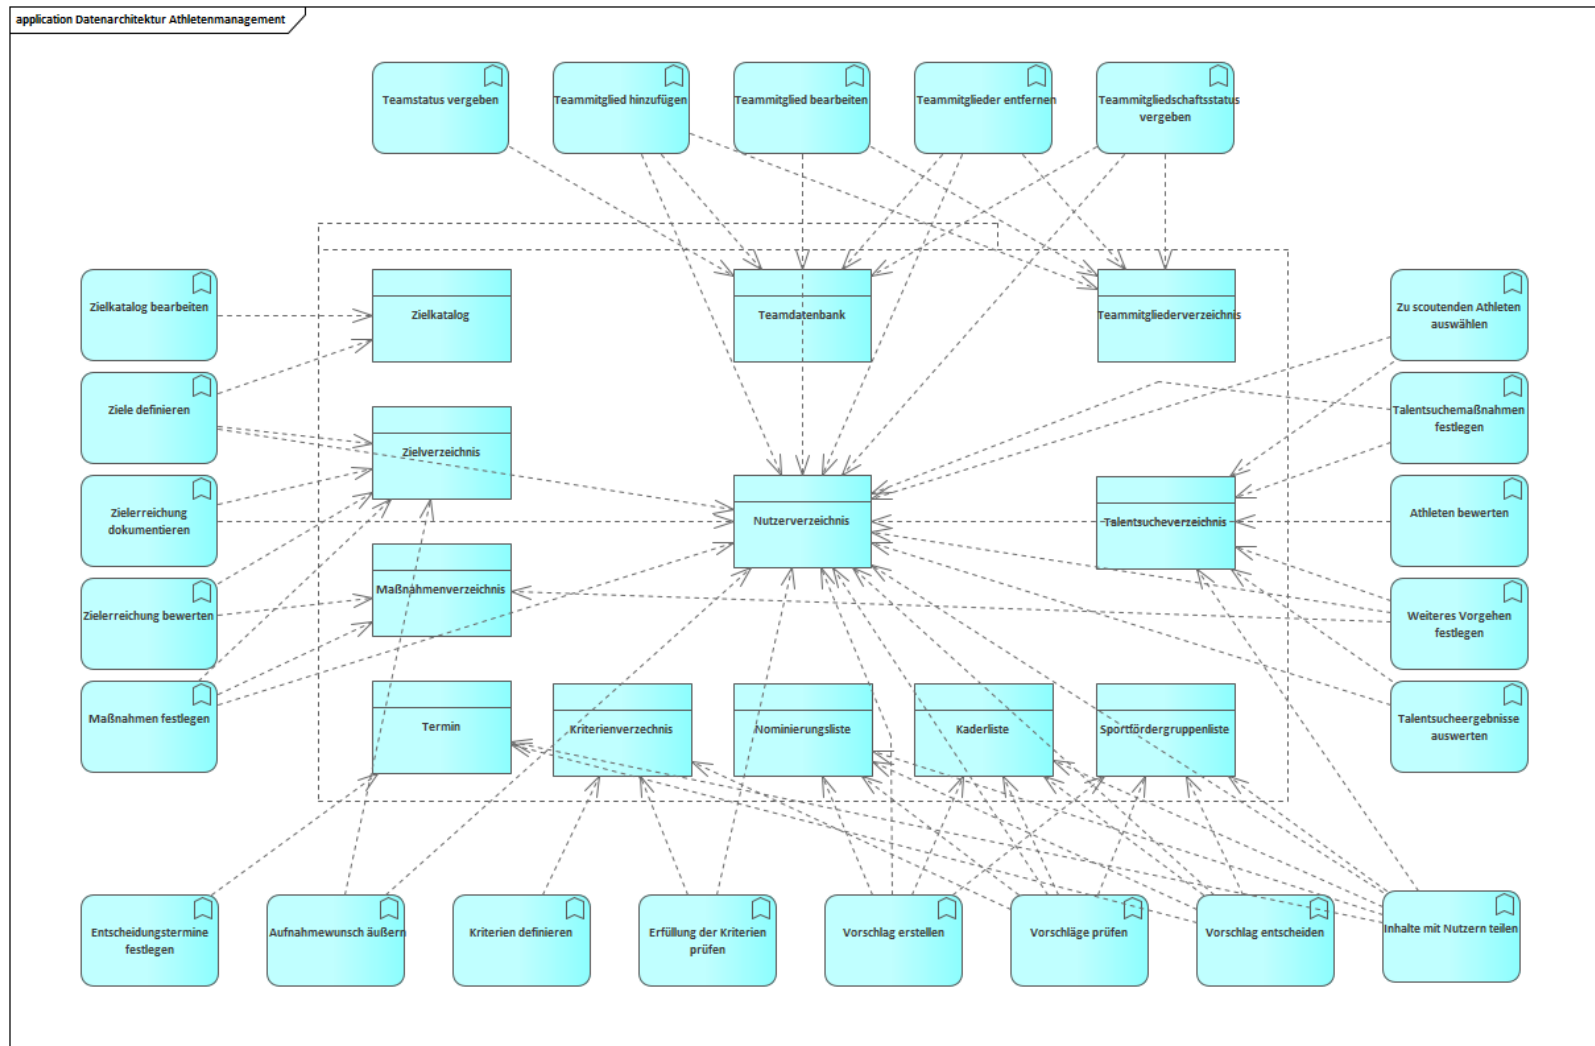 application Datenarchitektur Athletenmanagement
Teamstatus vergeben
Teammitglied hinzufügen
Teammitglied bearbeiten
Teammitglieder entfernen
Teammitgliedschaftsstatus
vergeben
Zielkatalog bearbeiten
Zielkatalog
Teamdatenbank
Teammitgliederverzeichnis
Zu scoutenden Athleten
auswählen
Ziele definieren
Zielverzeichnis
Talentsuchemaßnahmen
festlegen
Zielerreichung
dokumentieren
Nutzerverzeichnis
Talentsucheverzeichnis
Athleten bewerten
Zielerreichung bewerten
Maßnahmenverzeichnis
Weiteres Vorgehen
festlegen
Maßnahmen festlegen
Termin
Kriterienverzechnis
Nominierungsliste
Kaderliste
Sportfördergruppenliste
Talentsucheergebnisse
auswerten
Entscheidungstermine
festlegen
Aufnahmewunsch äußern
Kriterien definieren
Erfüllung der Kriterien
prüfen
Vorschlag erstellen
Vorschläge prüfen
Vorschlag entscheiden
Inhalte mit Nutzern teilen